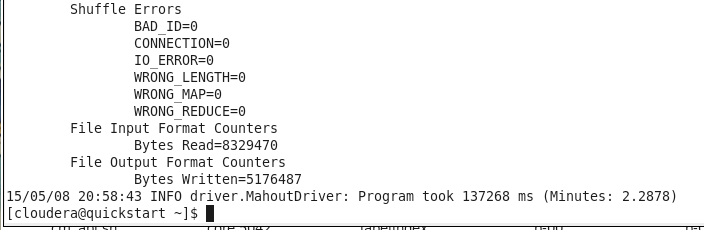 Shuffle Errors
BAD_ID=0
CONNECTION=0
IO_ERROR=0
WRONG_LENGTH=0
WRONG_MAP=0
WRONG_REDUCE=0
File Input Format Counters
Bytes Read=8329470
File Output Format Counters
Bytes Written=5176487
15/05/08 20:58:43 INFO driver.MahoutDriver: Program took 137268 ms (Minutes: 2.2878)
[cloudera@quickstart ~]$